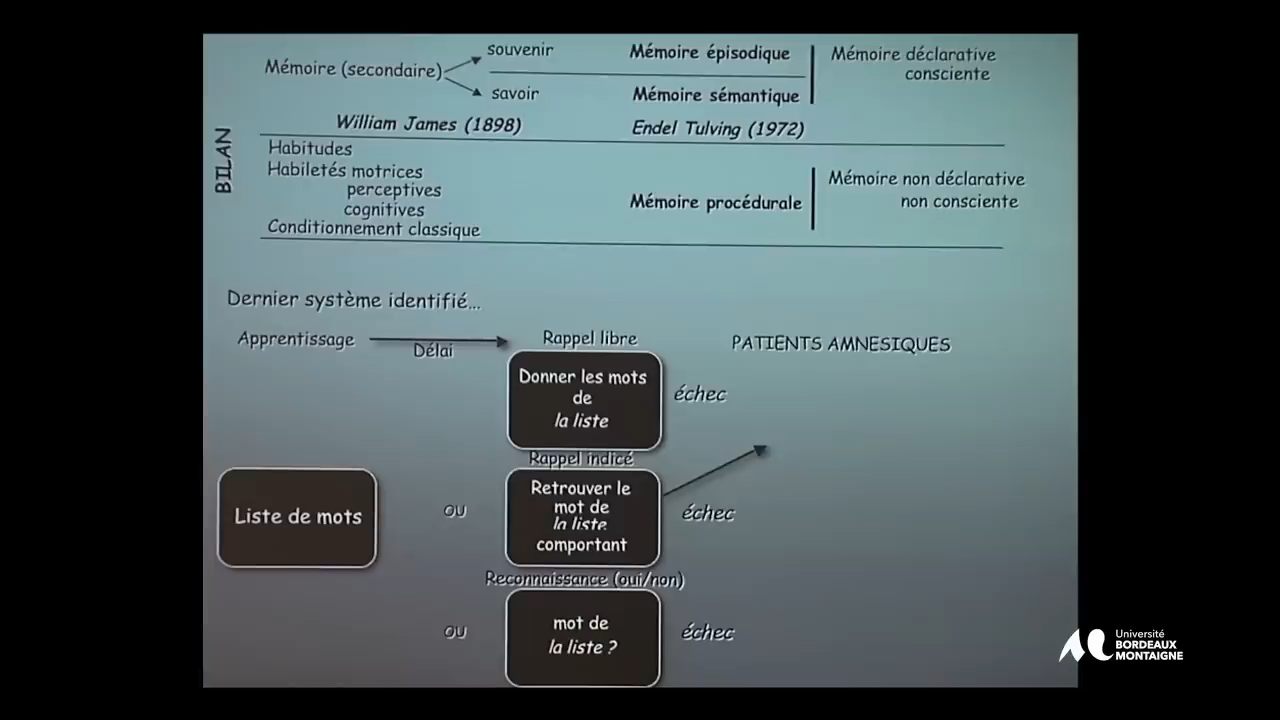 BILAN
Mémoire (secondaire)
souvenir
savoir
Mémoire épisodique
Mémoire sémantique
Mémoire déclarative
consciente
William James (1898)
Endel Tulving (1972)
Habitudes
Habiletés motrices
perceptives
cognitives
Conditionnement classique
Mémoire procédurale
Mémoire non déclarative
non consciente
Dernier système identifié...
Apprentissage
Délai
Rappel libre
PATIENTS AMNESIQUES
Donner les mots
de
la liste
échec
Liste de mots
OU
Rappel indicé
Retrouver le
mot de
la liste
comportant
échec
OU
Reconnaissance (oui/non)
mot de
la liste ?
échec
Université
BORDEAUX
MONTAIGNE